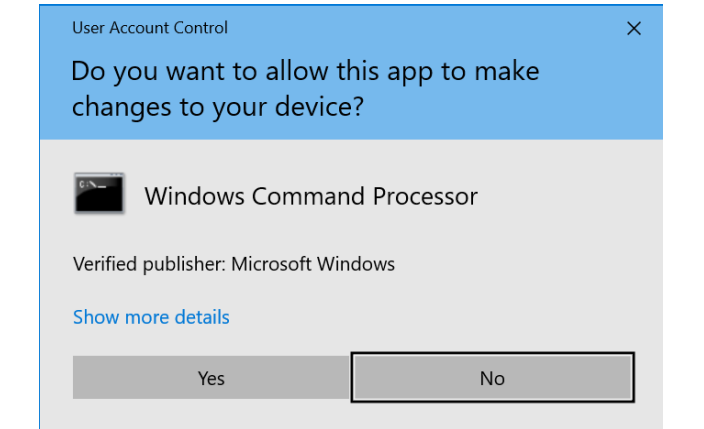 User Account Control
Do you want to allow this app to make
changes to your device?
C:\_
Windows Command Processor
Verified publisher: Microsoft Windows
Show more details
Yes
No